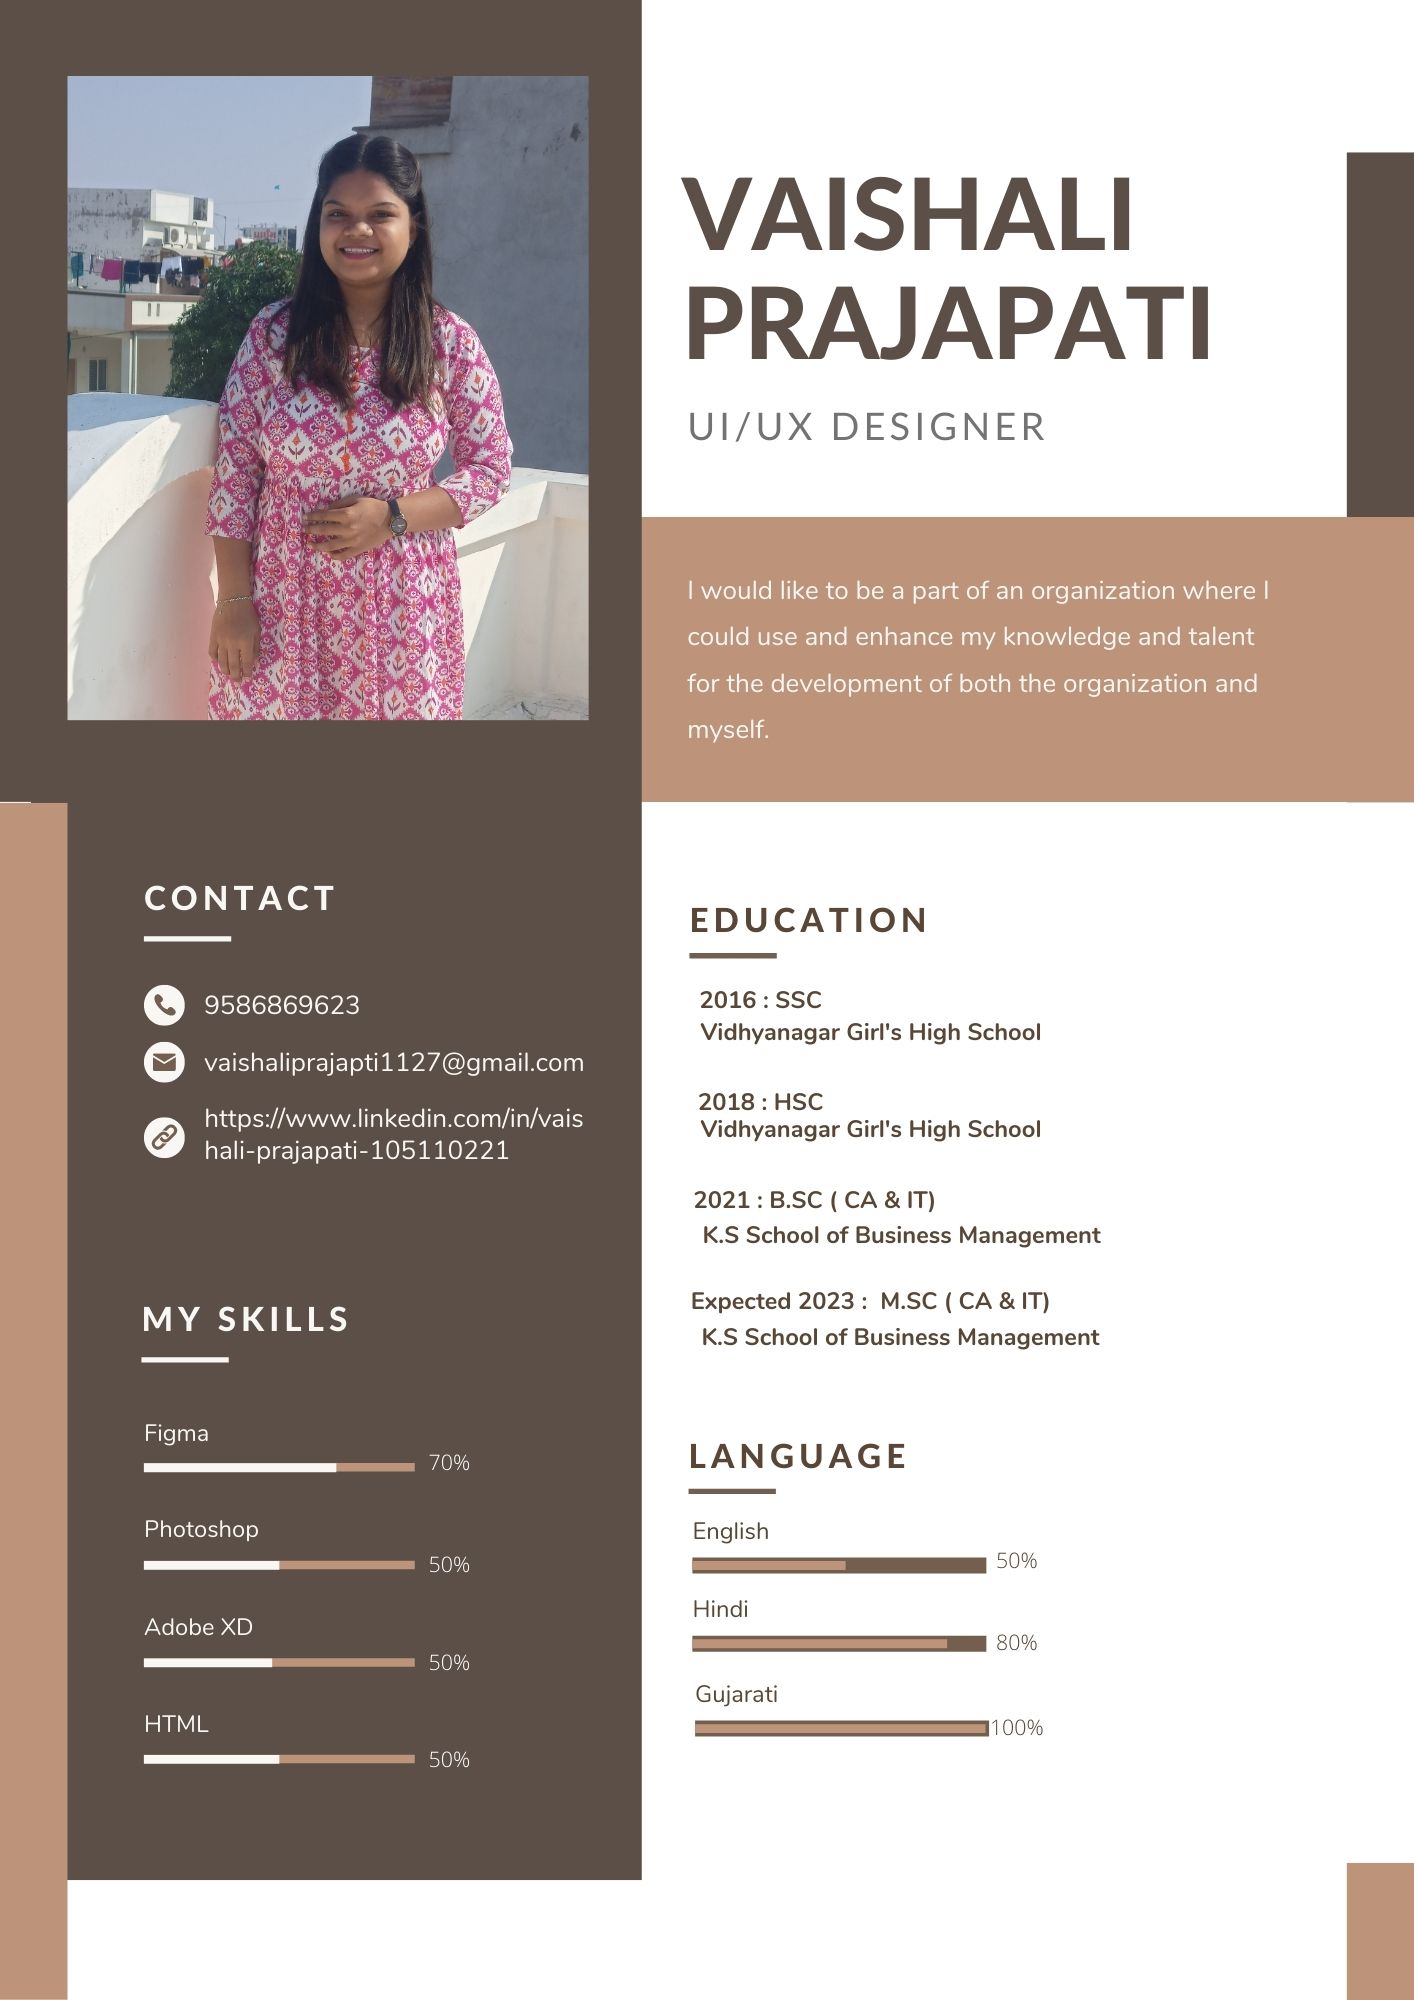 VAISHALI
PRAJAPATI
UI/UX DESIGNER
I would like to be a part of an organization where I
could use and enhance my knowledge and talent
for the development of both the organization and
myself.
CONTACT
9586869623
vaishaliprajapti1127@gmail.com
https://www.linkedin.com/in/vais
hali-prajapati-105110221
MY SKILLS
Figma
70%
Photoshop
50%
Adobe XD
50%
HTML
50%
EDUCATION
2016 : SSC
Vidhyanagar Girl's High School
2018 : HSC
Vidhyanagar Girl's High School
2021 : B.SC ( CA & IT)
K.S School of Business Management
Expected 2023 :  M.SC ( CA & IT)
K.S School of Business Management
LANGUAGE
English
50%
Hindi
80%
Gujarati
100%